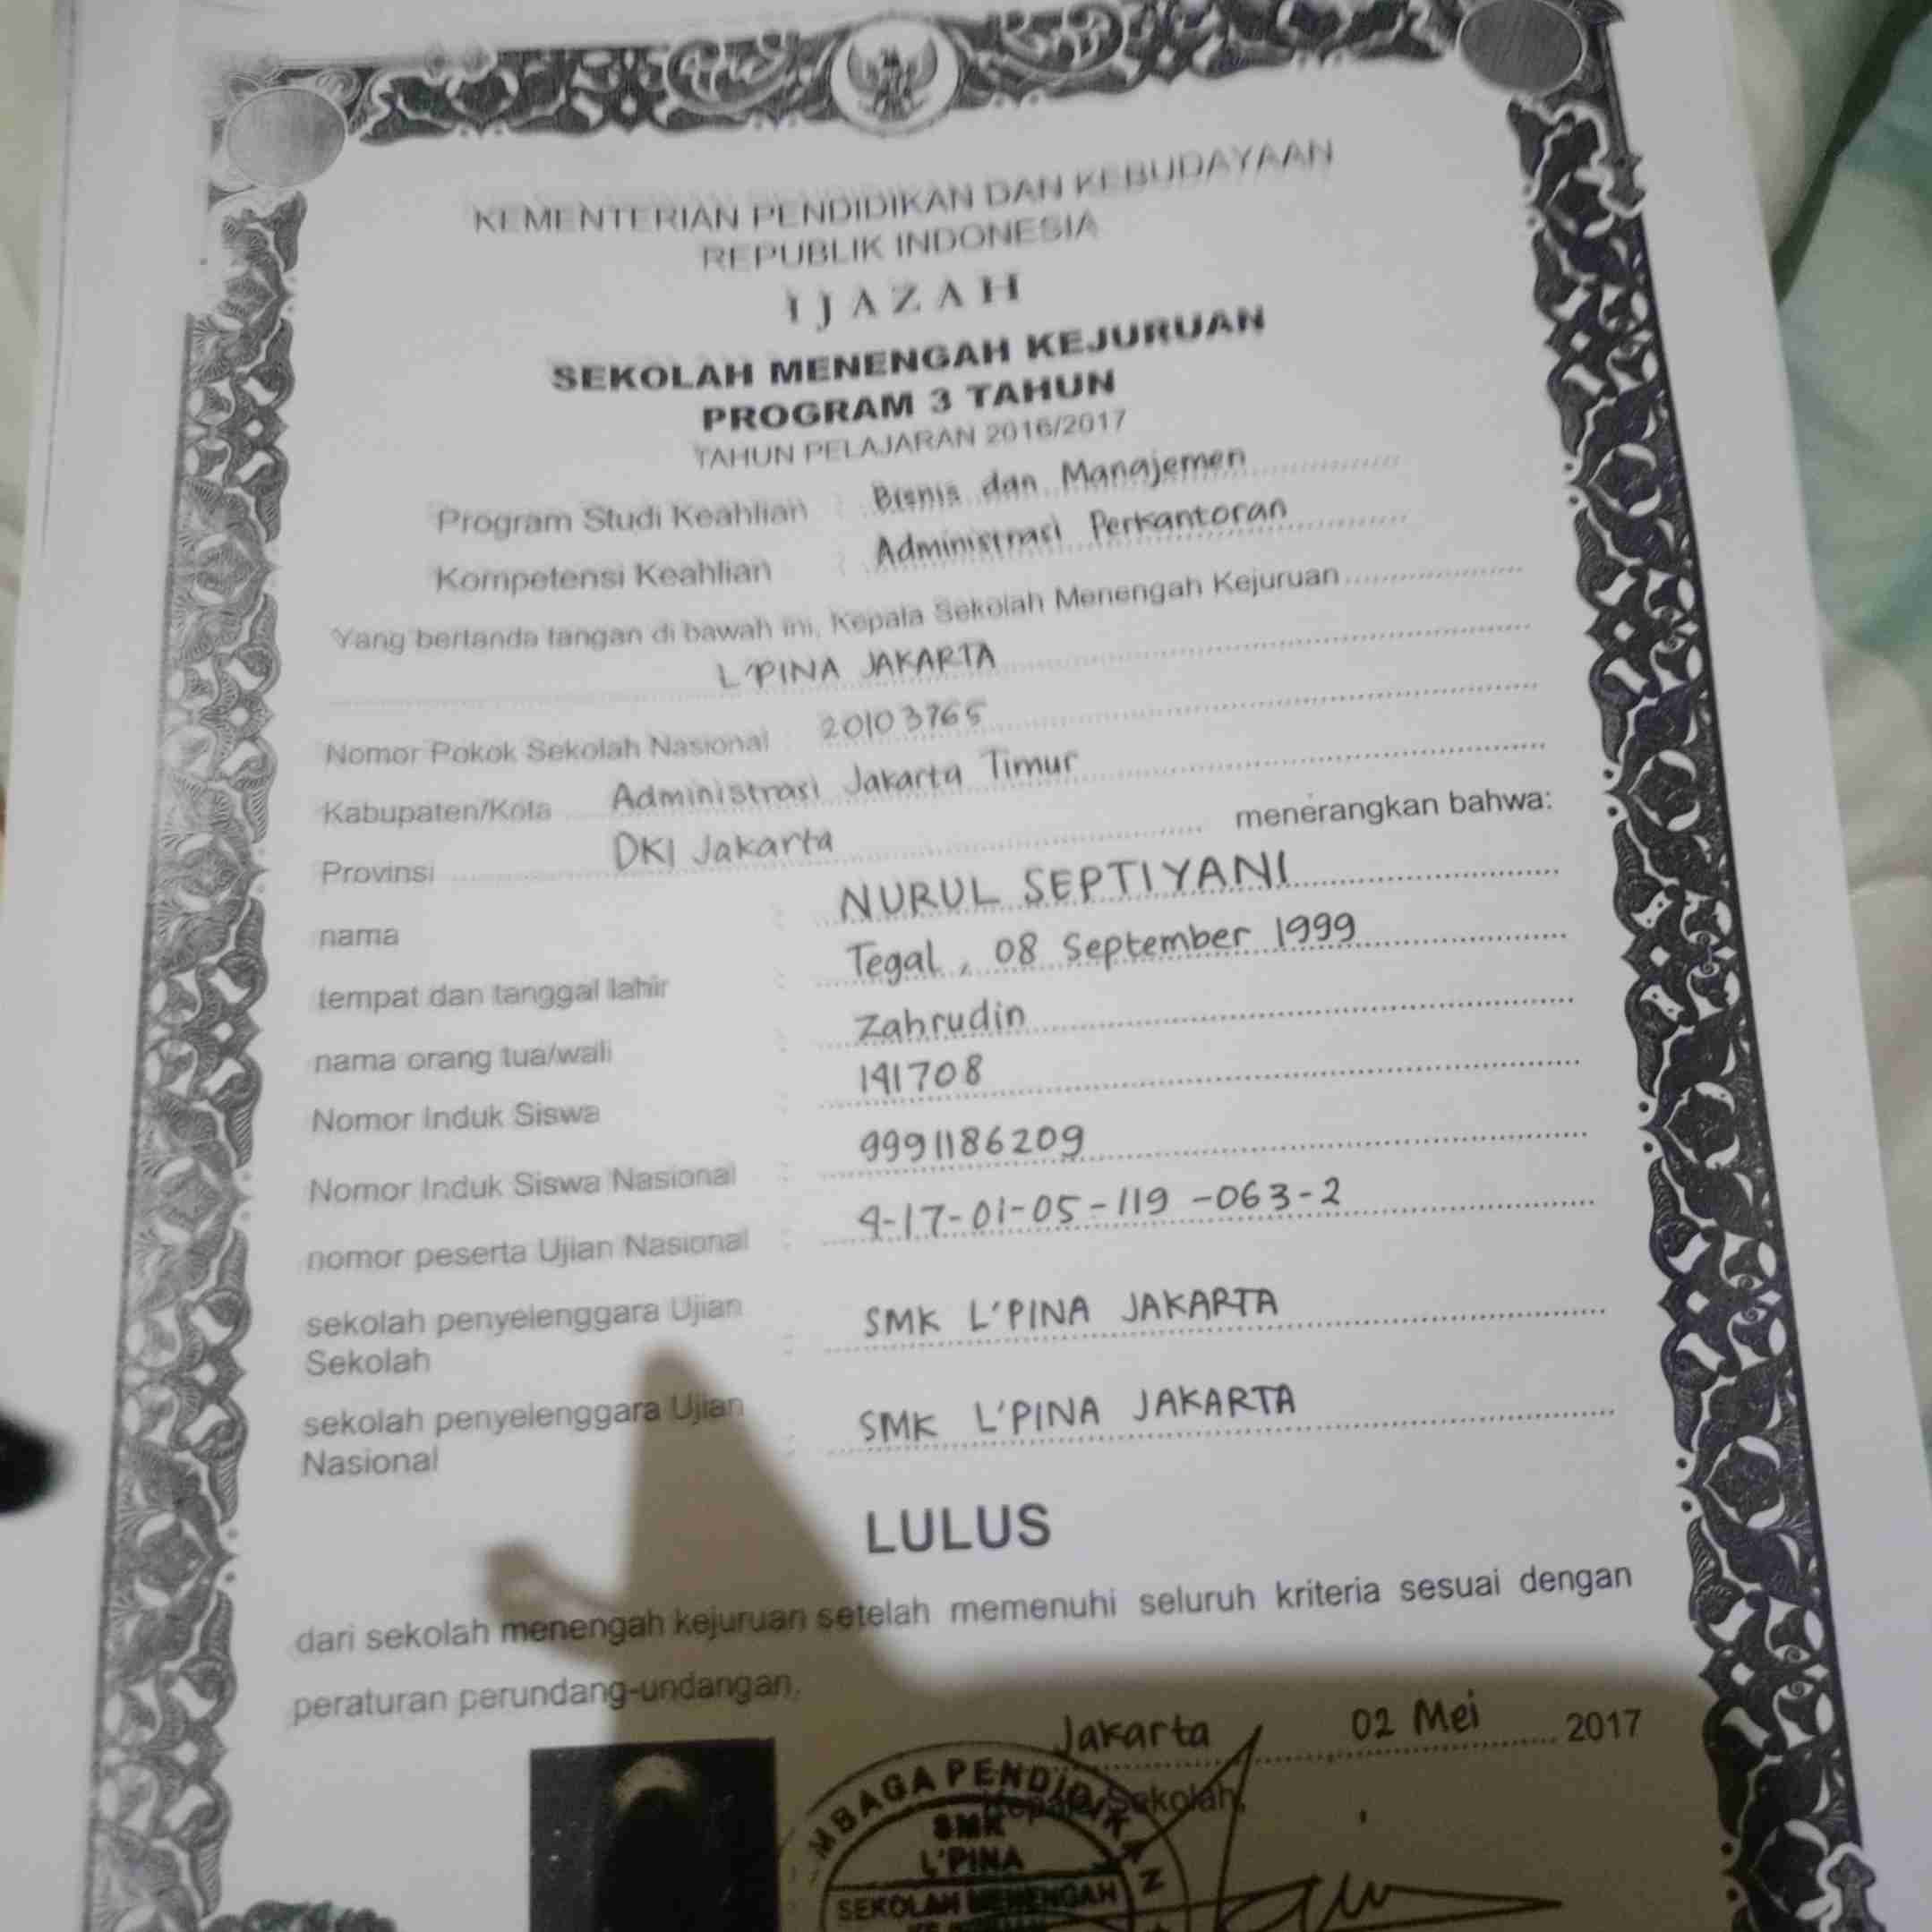 KEMENTERIAN PENDIDIKAN DAN KEBUDAYAAN
REPUBLIK INDONESIA
IJAZAH
SEKOLAH MENENGAH KEJURUAN
PROGRAM 3 TAHUN
TAHUN PELAJARAN 2016/2017
Program Studi Keahlian : Bisnis dan Manajemen
Kompetensi Keahlian : Administrasi Perkantoran
Yang bertanda tangan di bawah ini, Kepala Sekolah Menengah Kejuruan
L'PINA JAKARTA
Nomor Pokok Sekolah Nasional 20103765
Kabupaten/Kota Administrasi Jakarta Timur
Provinsi DKI Jakarta menerangkan bahwa:
nama : NURUL SEPTIYANI
tempat dan tanggal lahir : Tegal, 08 September 1999
nama orang tua/wali : Zahrudin
Nomor Induk Siswa : 141708
Nomor Induk Siswa Nasional : 9991186209
nomor peserta Ujian Nasional : 4-17-01-05-119-063-2
sekolah penyelenggara Ujian
Sekolah : SMK L'PINA JAKARTA
sekolah penyelenggara Ujian
Nasional : SMK L'PINA JAKARTA
LULUS
dari sekolah menengah kejuruan setelah memenuhi seluruh kriteria sesuai dengan
peraturan perundang-undangan.
Jakarta 02 Mei 2017
Kepala Sekolah,
MBAGA PENDIDIKAN
SMK
L'PINA
SEKOLAH MENENGAH